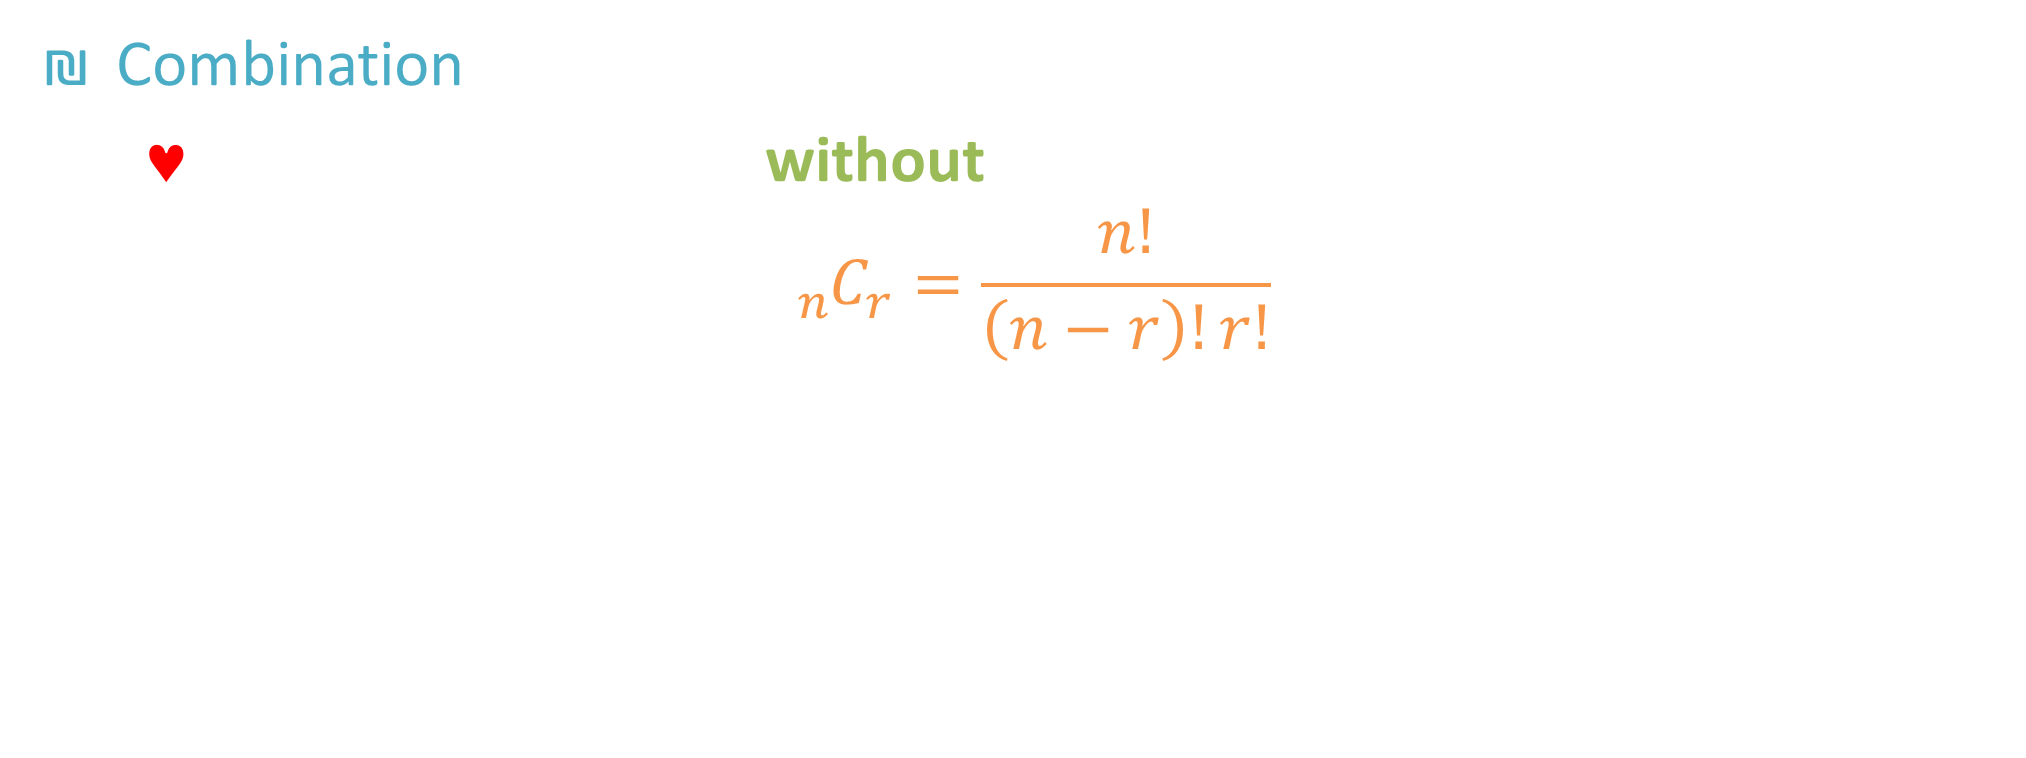 ₪ Combination
♥ without
nCr = n! / (n − r)! r!